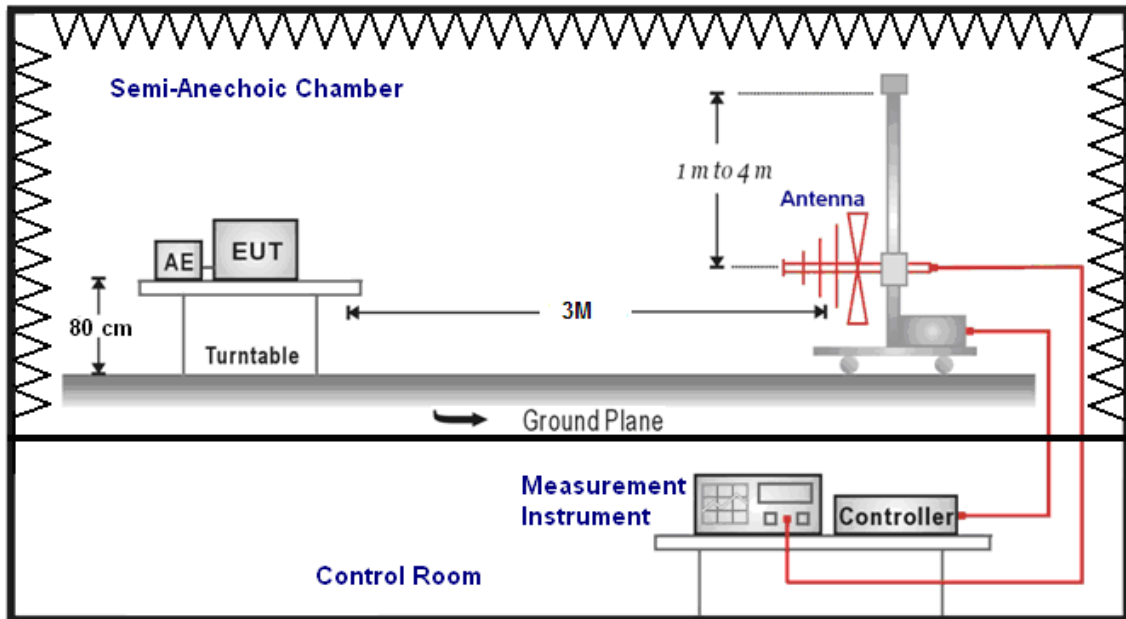 Semi-Anechoic Chamber
1 m to 4 m
Antenna
AE
EUT
80 cm
3M
Turntable
Ground Plane
Measurement
Instrument
Controller
Control Room